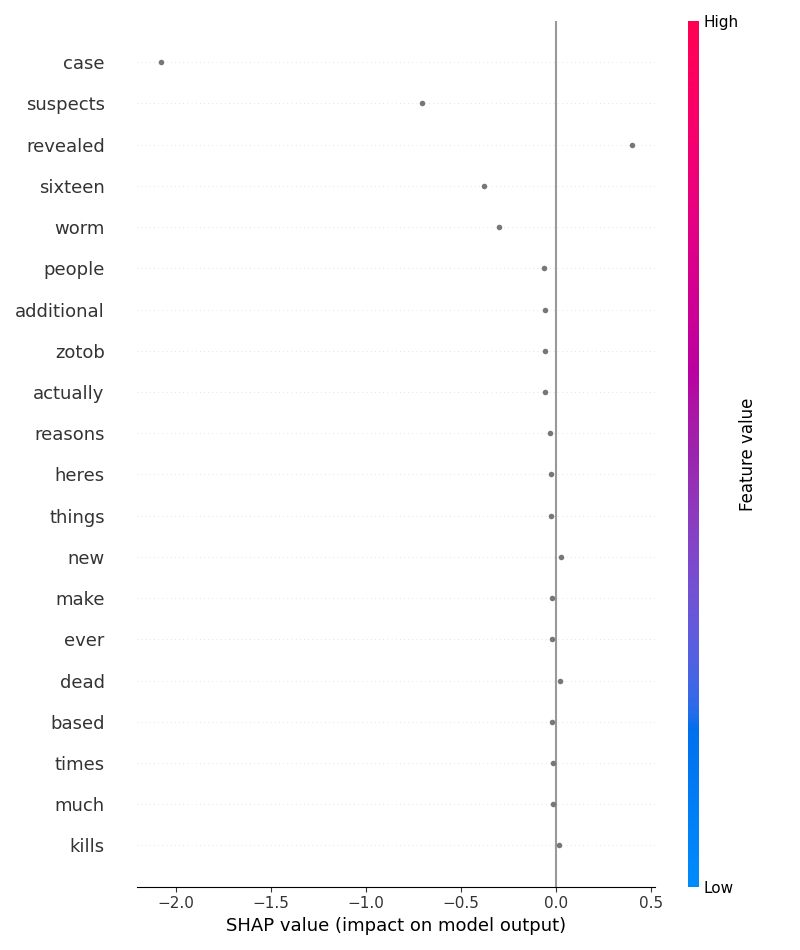 High
case
suspects
revealed
sixteen
worm
people
additional
zotob
actually
reasons
heres
things
new
make
ever
dead
based
times
much
kills
Feature value
Low
−2.0 −1.5 −1.0 −0.5 0.0 0.5
SHAP value (impact on model output)